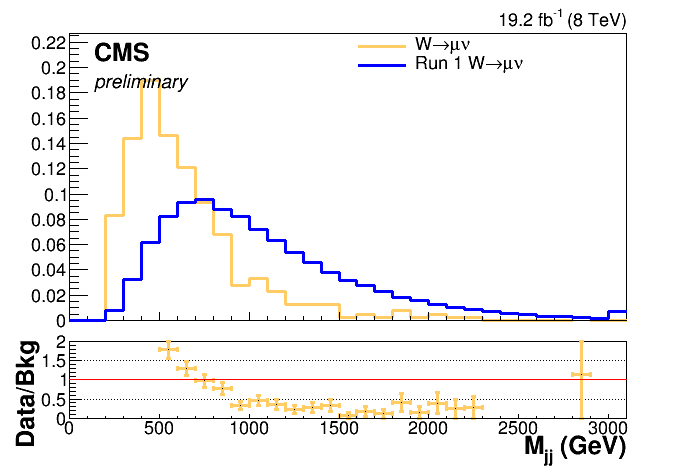 19.2 fb⁻¹ (8 TeV)
CMS
preliminary
W→μν
Run 1 W→μν
0.22
0.2
0.18
0.16
0.14
0.12
0.1
0.08
0.06
0.04
0.02
0
Data/Bkg
2
1.5
1
0.5
0
0 500 1000 1500 2000 2500 3000
M_jj (GeV)